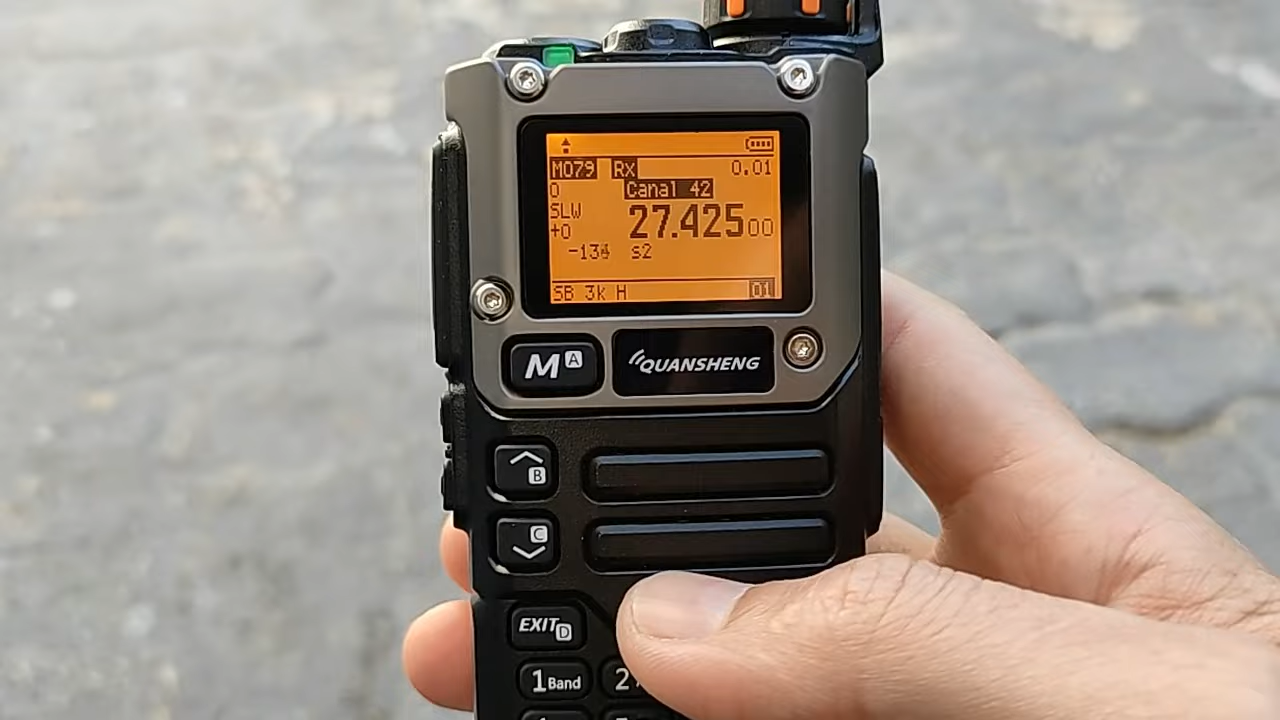 M079 Rx 0.01
0 Canal 42
SLW
27.42500
+0
s2
SB 3k H 01
M A
QUANSHENG
B
C
EXIT D
1 Band 2